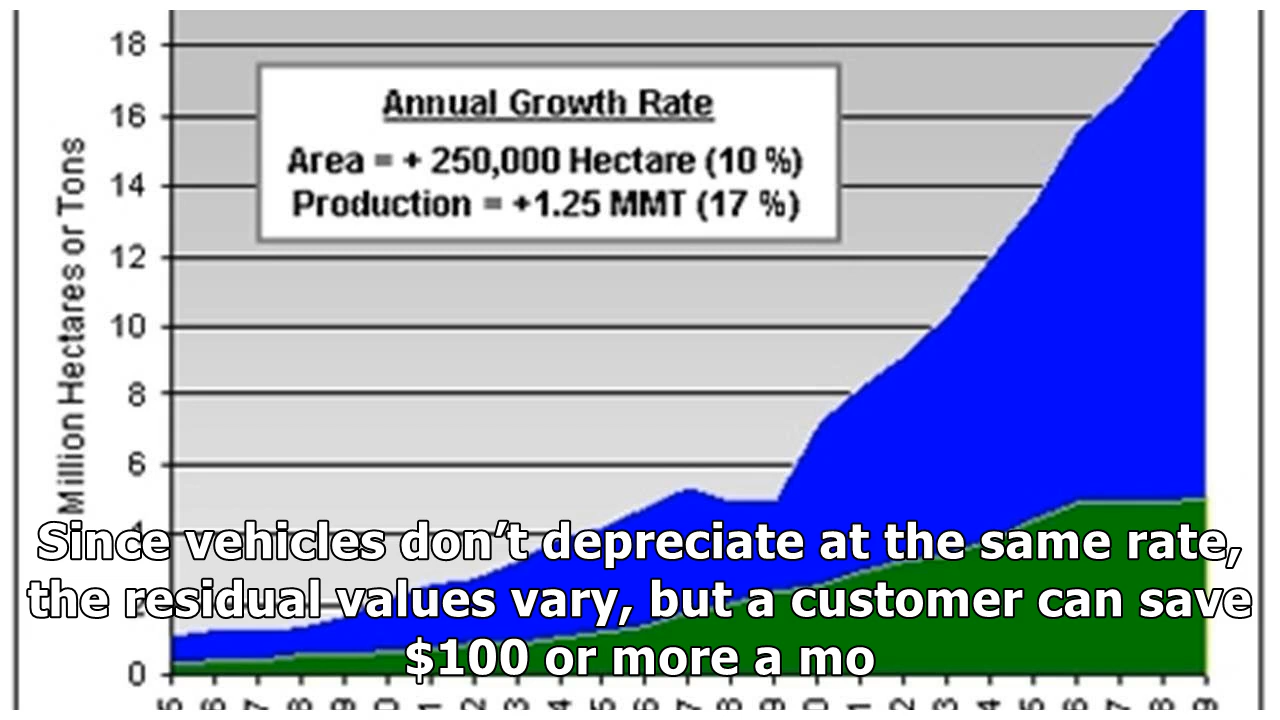 18
Annual Growth Rate
16
Area = + 250,000 Hectare (10 %)
14
Production = +1.25 MMT (17 %)
12
10
8
6
Million Hectares or Tons
Since vehicles don’t depreciate at the same rate,
the residual values vary, but a customer can save
$100 or more a mo
0